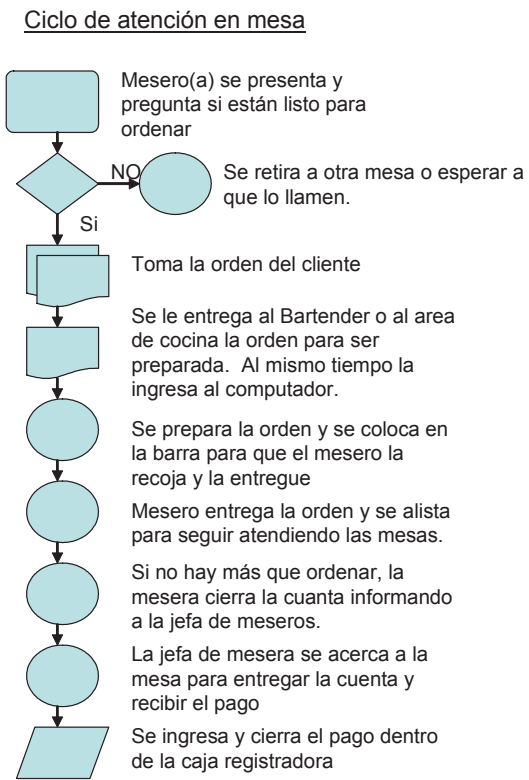 Ciclo de atención en mesa
Mesero(a) se presenta y
pregunta si están listo para
ordenar
NO
Se retira a otra mesa o esperar a
que lo llamen.
Si
Toma la orden del cliente
Se le entrega al Bartender o al area
de cocina la orden para ser
preparada. Al mismo tiempo la
ingresa al computador.
Se prepara la orden y se coloca en
la barra para que el mesero la
recoja y la entregue
Mesero entrega la orden y se alista
para seguir atendiendo las mesas.
Si no hay más que ordenar, la
mesera cierra la cuanta informando
a la jefa de meseros.
La jefa de mesera se acerca a la
mesa para entregar la cuenta y
recibir el pago
Se ingresa y cierra el pago dentro
de la caja registradora